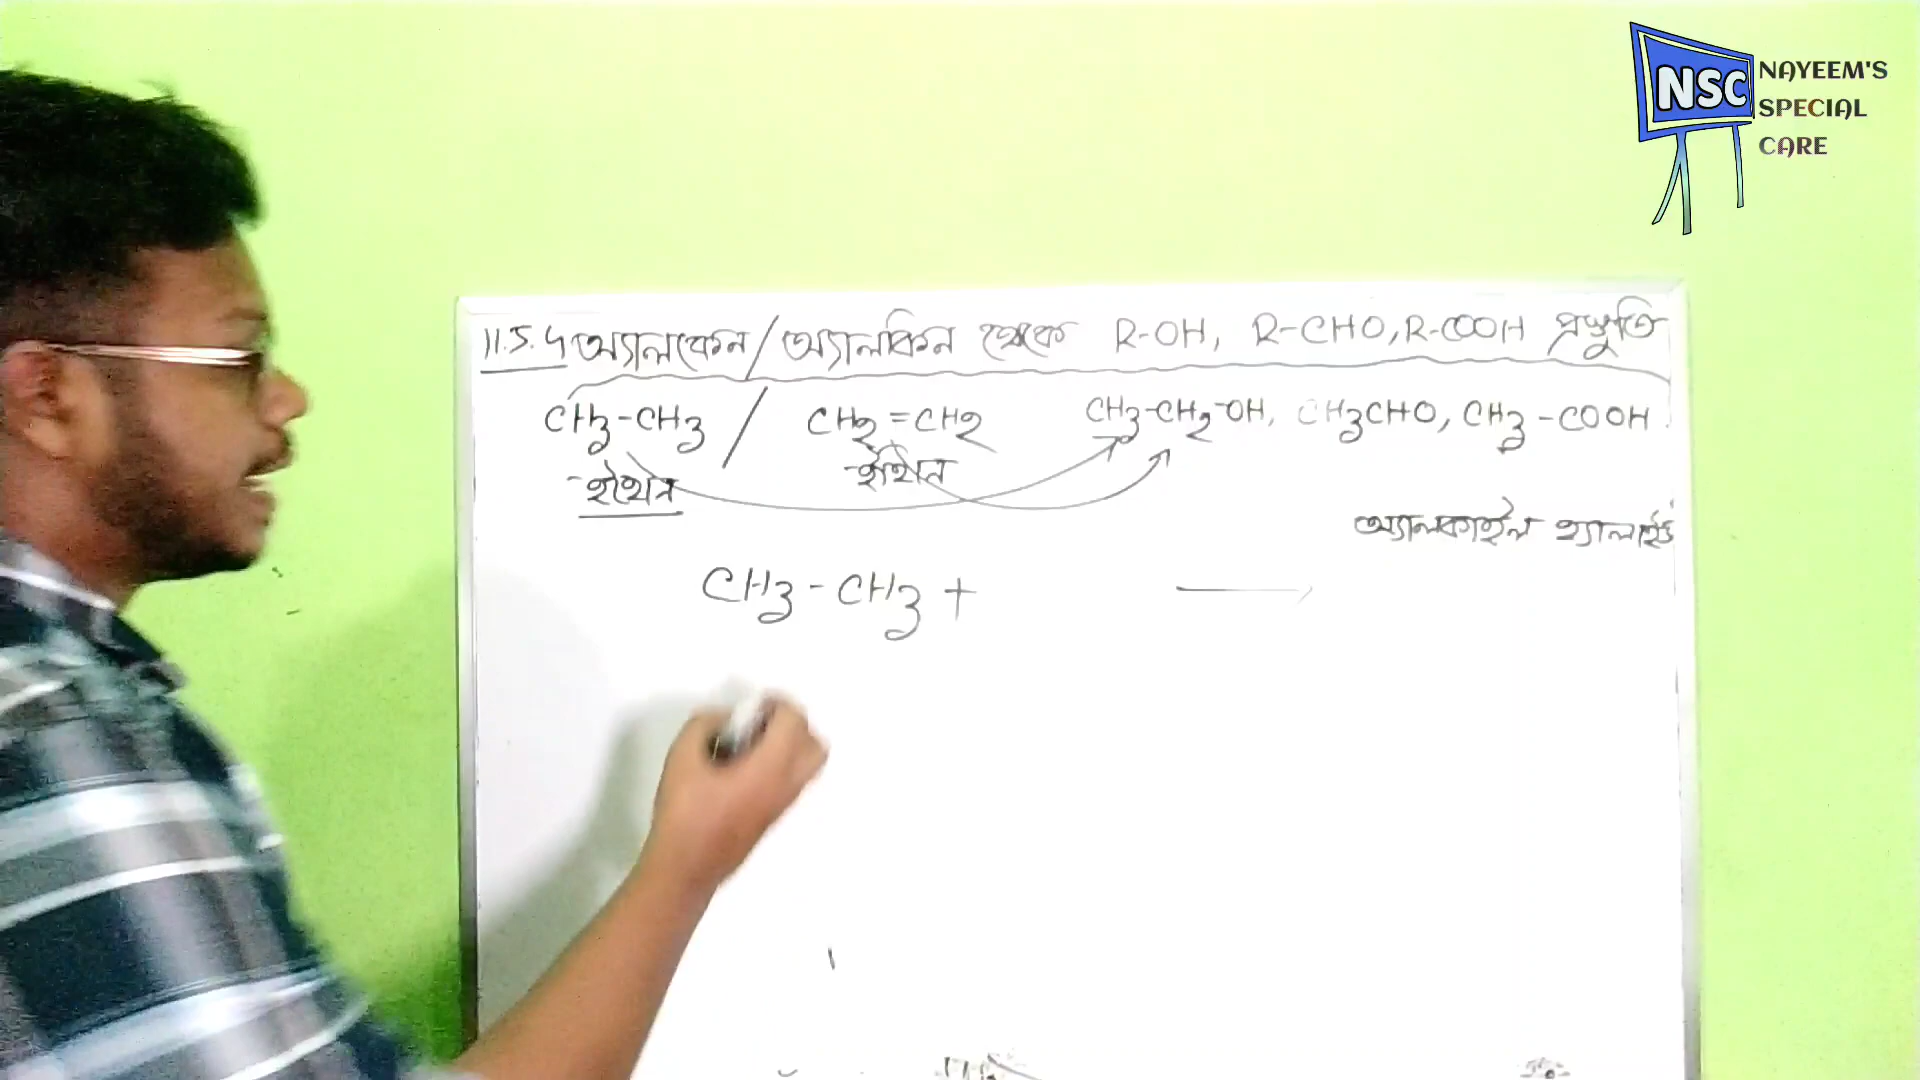 NSC NAYEEM'S
SPECIAL
CARE
11.5.4 অ্যালকেন/অ্যালকিন থেকে R-OH, R-CHO, R-COOH প্রস্তুতি
CH3-CH3 / CH2=CH2 CH3-CH2-OH, CH3CHO, CH3-COOH
ইথেন ইথিন
অ্যালকাইল হ্যালাইড
CH3-CH3 + →